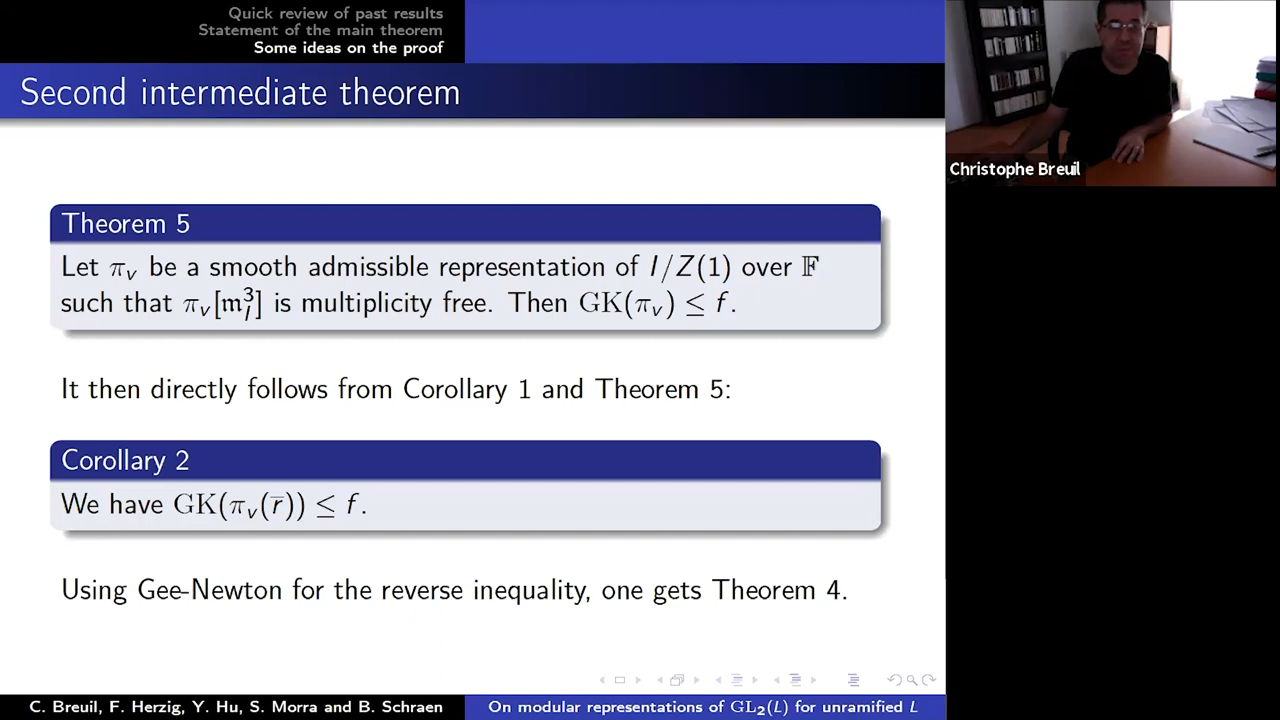 Quick review of past results
Statement of the main theorem
Some ideas on the proof
Second intermediate theorem
Christophe Breuil
Theorem 5
Let π_v be a smooth admissible representation of I/Z(1) over 𝔽
such that π_v[𝔪_I^3] is multiplicity free. Then GK(π_v) ≤ f.
It then directly follows from Corollary 1 and Theorem 5:
Corollary 2
We have GK(π_v(r̄)) ≤ f.
Using Gee-Newton for the reverse inequality, one gets Theorem 4.
C. Breuil, F. Herzig, Y. Hu, S. Morra and B. Schraen
On modular representations of GL₂(L) for unramified L